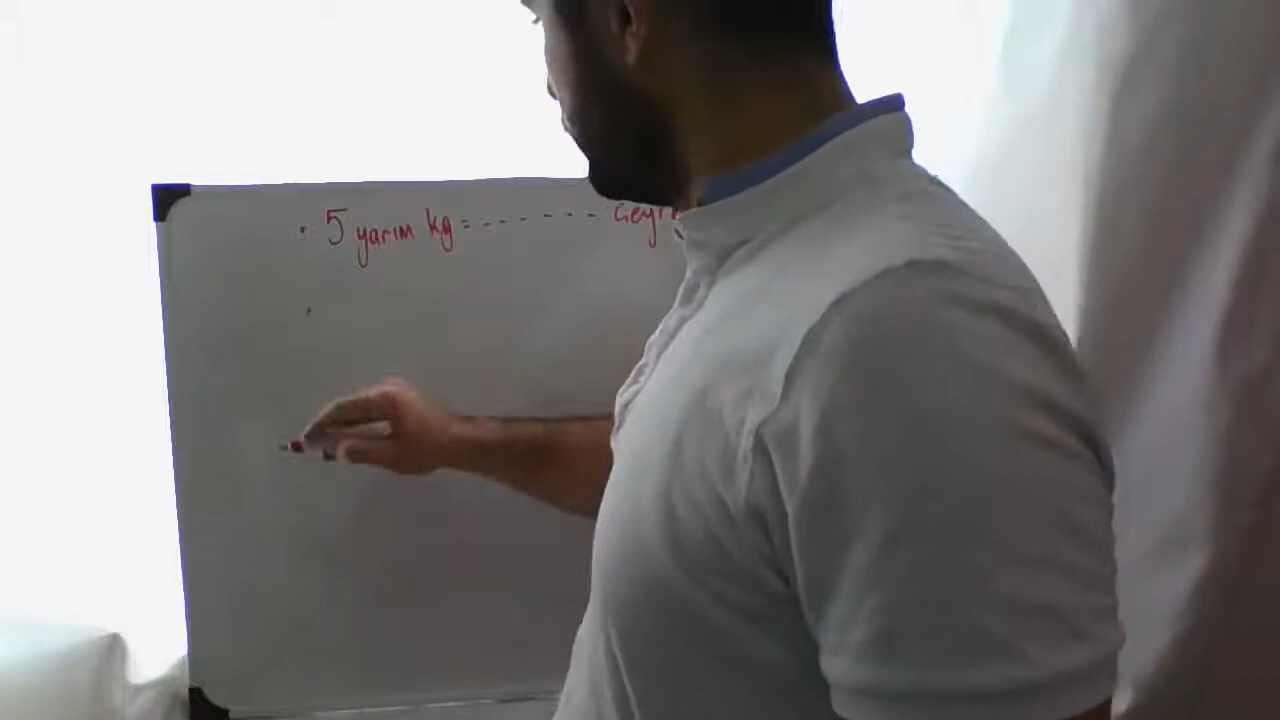 . 5 yarım kg = - - - - - -